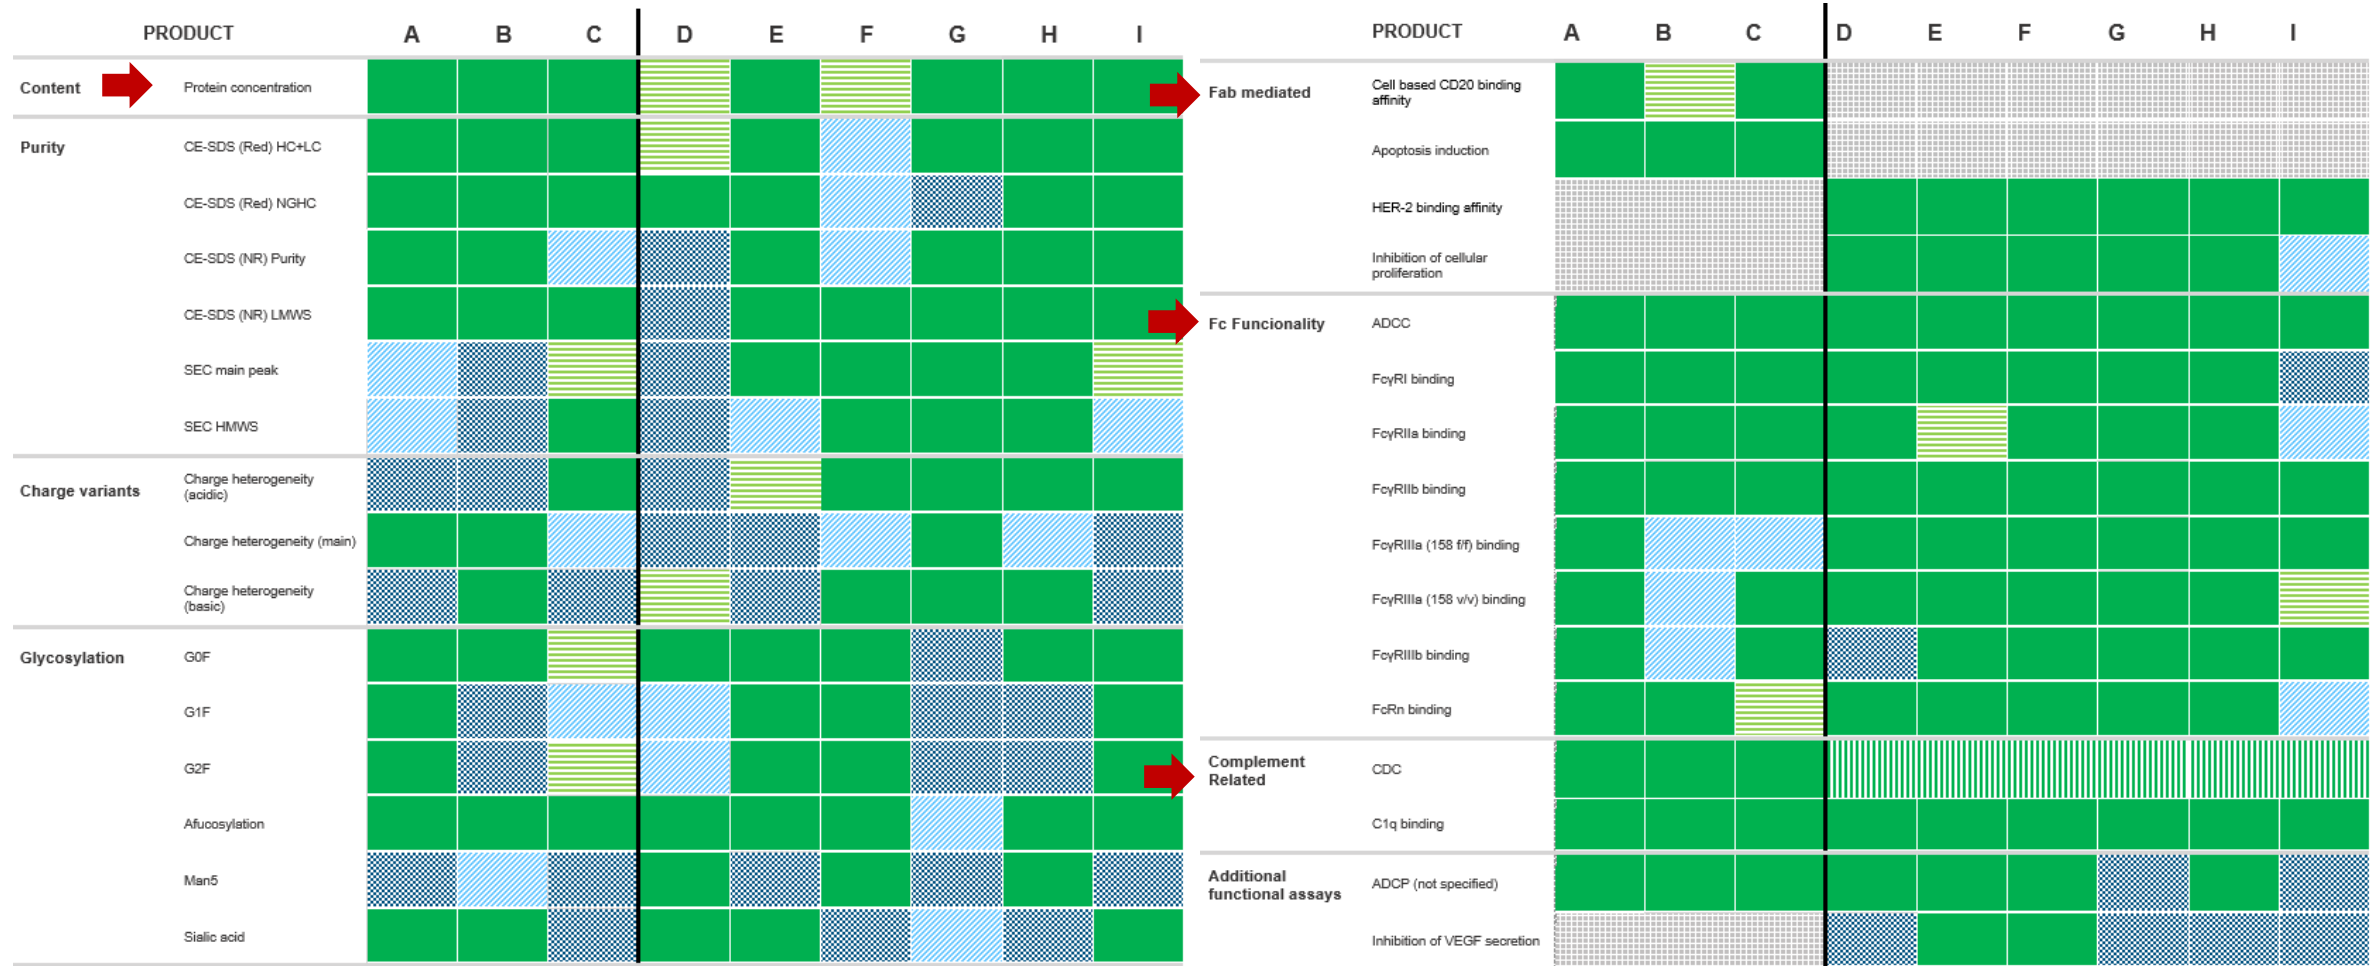 PRODUCT A B C D E F G H I
Content Protein concentration
Purity CE-SDS (Red) HC+LC
CE-SDS (Red) NGHC
CE-SDS (NR) Purity
CE-SDS (NR) LMWS
SEC main peak
SEC HMWS
Charge variants Charge heterogeneity
(acidic)
Charge heterogeneity (main)
Charge heterogeneity
(basic)
Glycosylation G0F
G1F
G2F
Afucosylation
Man5
Sialic acid
PRODUCT A B C D E F G H I
Fab mediated Cell based CD20 binding
affinity
Apoptosis induction
HER-2 binding affinity
Inhibition of cellular
proliferation
Fc Funcionality ADCC
FcγRI binding
FcγRIIa binding
FcγRIIb binding
FcγRIIIa (158 f/f) binding
FcγRIIIa (158 v/v) binding
FcγRIIIb binding
FcRn binding
Complement
Related
CDC
C1q binding
Additional
functional assays
ADCP (not specified)
Inhibition of VEGF secretion